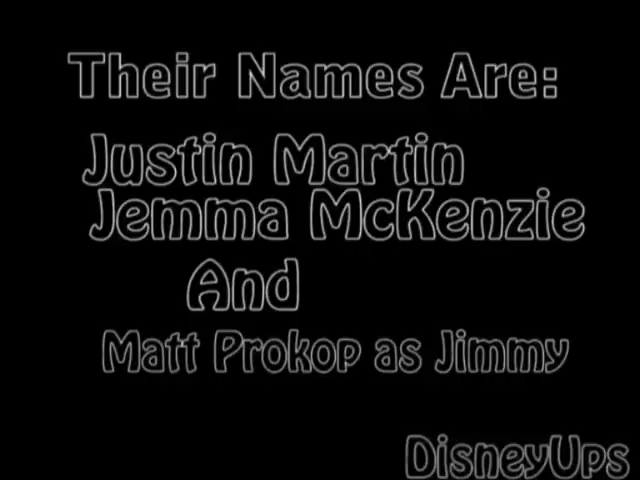 Their Names Are:
Justin Martin
Jemma McKenzie
And
Matt Prokop as Jimmy
DisneyUps